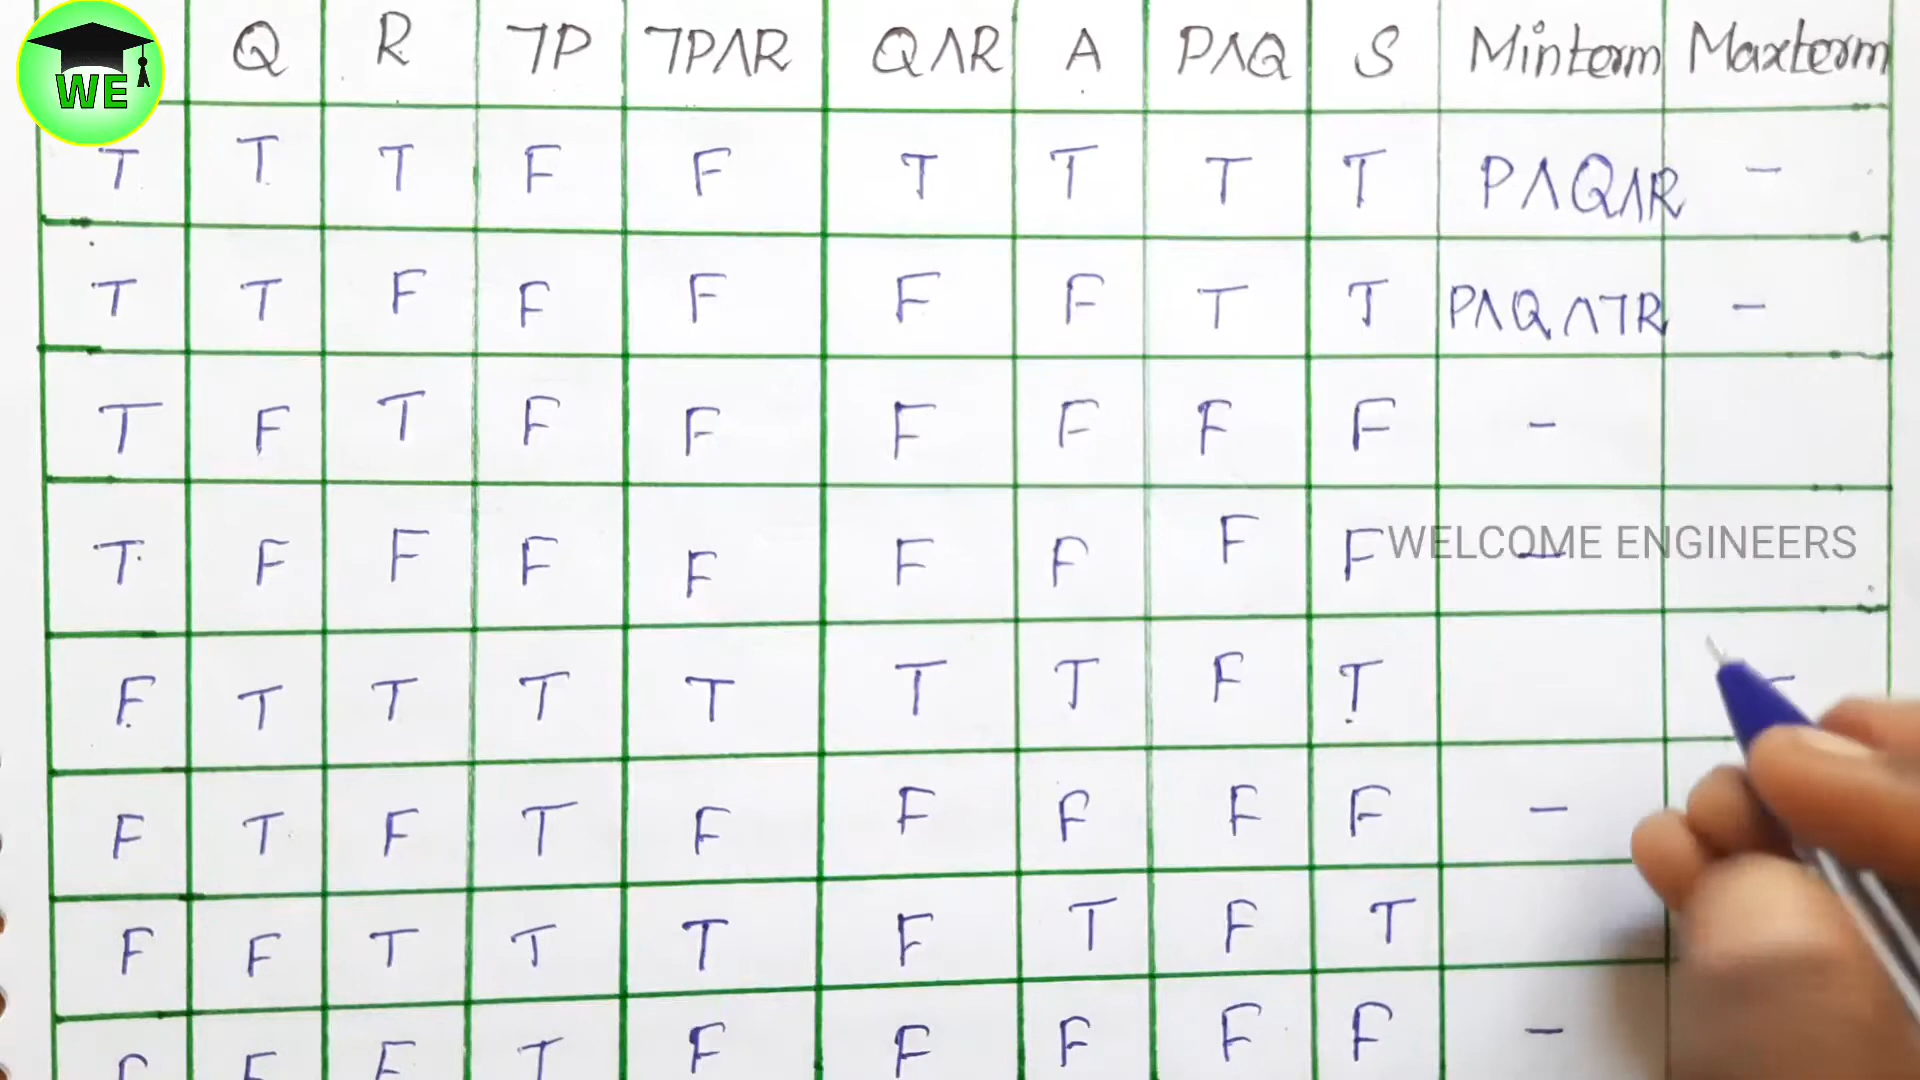 WE
Q R ¬P ¬P∧R Q∧R A P∧Q S Minterm Maxterm
T T T F F T T T T P∧Q∧R -
T T F F F F F T T P∧Q∧¬R -
T F T F F F F F F -
T F F F F F F F F -
WELCOME ENGINEERS
F T T T T T T F T -
F T F T F F F F F -
F F T T T F T F T
F F F T F F F F F -